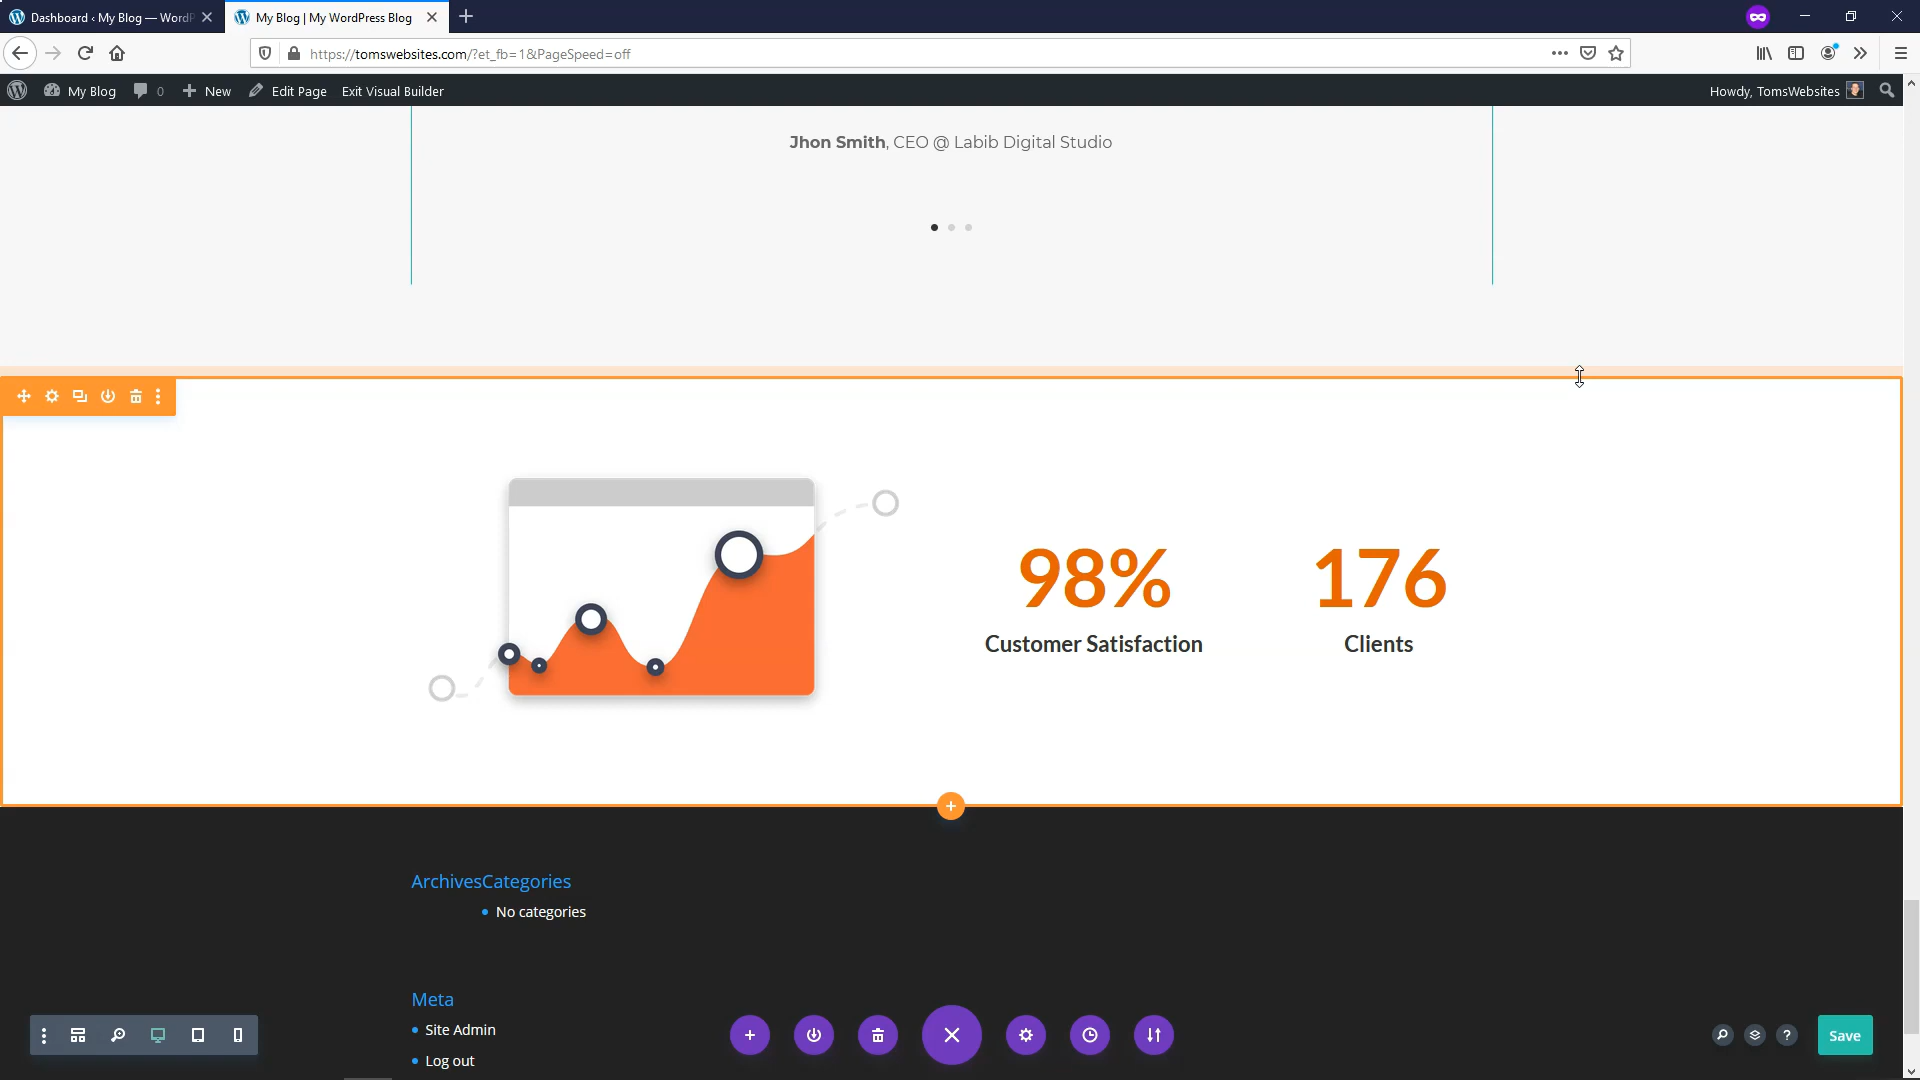 Dashboard ‹ My Blog — WordP
My Blog | My WordPress Blog
https://tomswebsites.com/?et_fb=1&PageSpeed=off
My Blog
0
New
Edit Page
Exit Visual Builder
Howdy, TomsWebsites
Jhon Smith, CEO @ Labib Digital Studio
98%
176
Customer Satisfaction
Clients
ArchivesCategories
No categories
Meta
Site Admin
Log out
?
Save